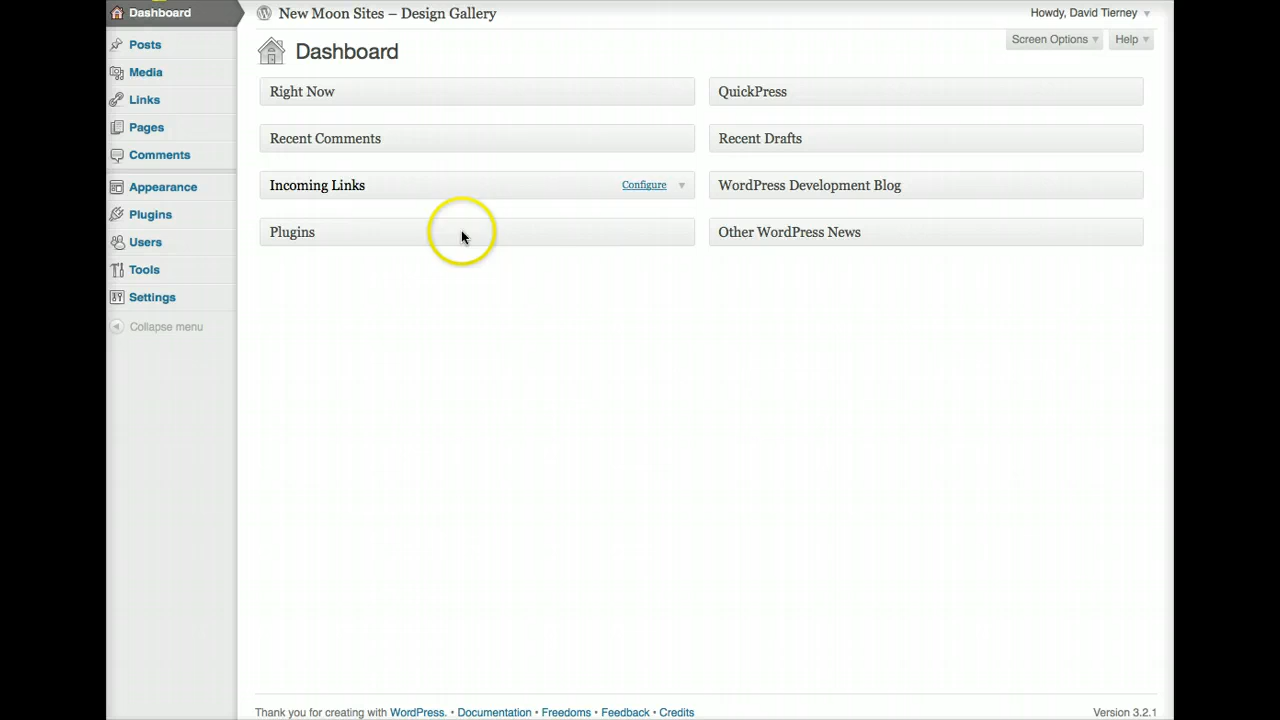 Dashboard
New Moon Sites – Design Gallery
Howdy, David Tierney
Screen Options
Help
Dashboard
Posts
Media
Links
Pages
Comments
Appearance
Plugins
Users
Tools
Settings
Collapse menu
Right Now
QuickPress
Recent Comments
Recent Drafts
Incoming Links
Configure
WordPress Development Blog
Plugins
Other WordPress News
Thank you for creating with WordPress. • Documentation • Freedoms • Feedback • Credits
Version 3.2.1